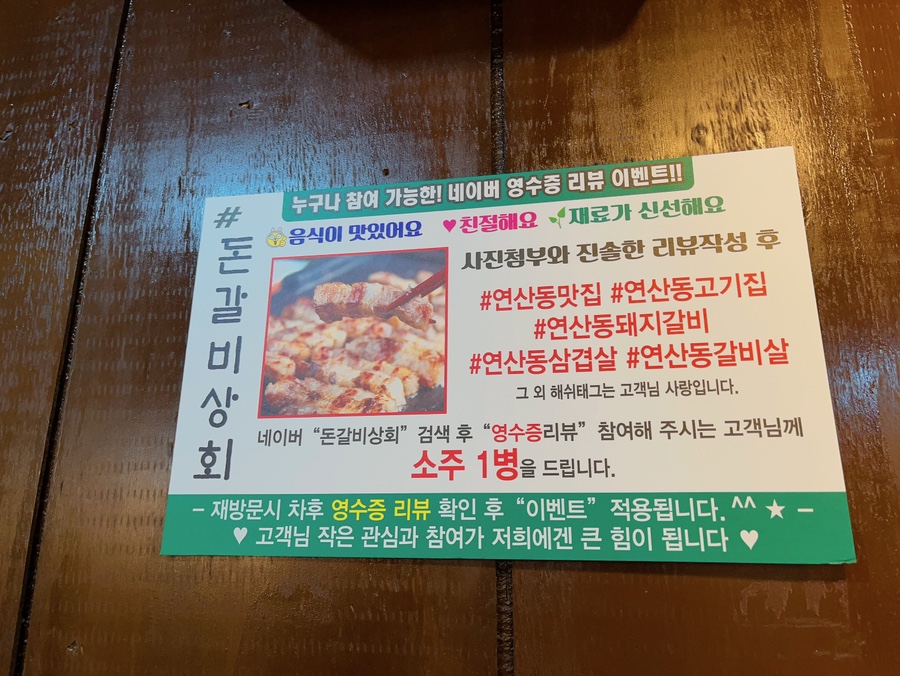 누구나 참여 가능한! 네이버 영수증 리뷰 이벤트!!
#돈갈비상회
음식이 맛있어요 ♥친절해요 재료가 신선해요
사진첨부와 진솔한 리뷰작성 후
#연산동맛집 #연산동고기집
#연산동돼지갈비
#연산동삼겹살 #연산동갈비살
그 외 해쉬태그는 고객님 사랑입니다.
네이버 “돈갈비상회” 검색 후 “영수증리뷰” 참여해 주시는 고객님께
소주 1병을 드립니다.
– 재방문시 차후 영수증 리뷰 확인 후 “이벤트” 적용됩니다.^^ ★ –
♥ 고객님 작은 관심과 참여가 저희에겐 큰 힘이 됩니다 ♥